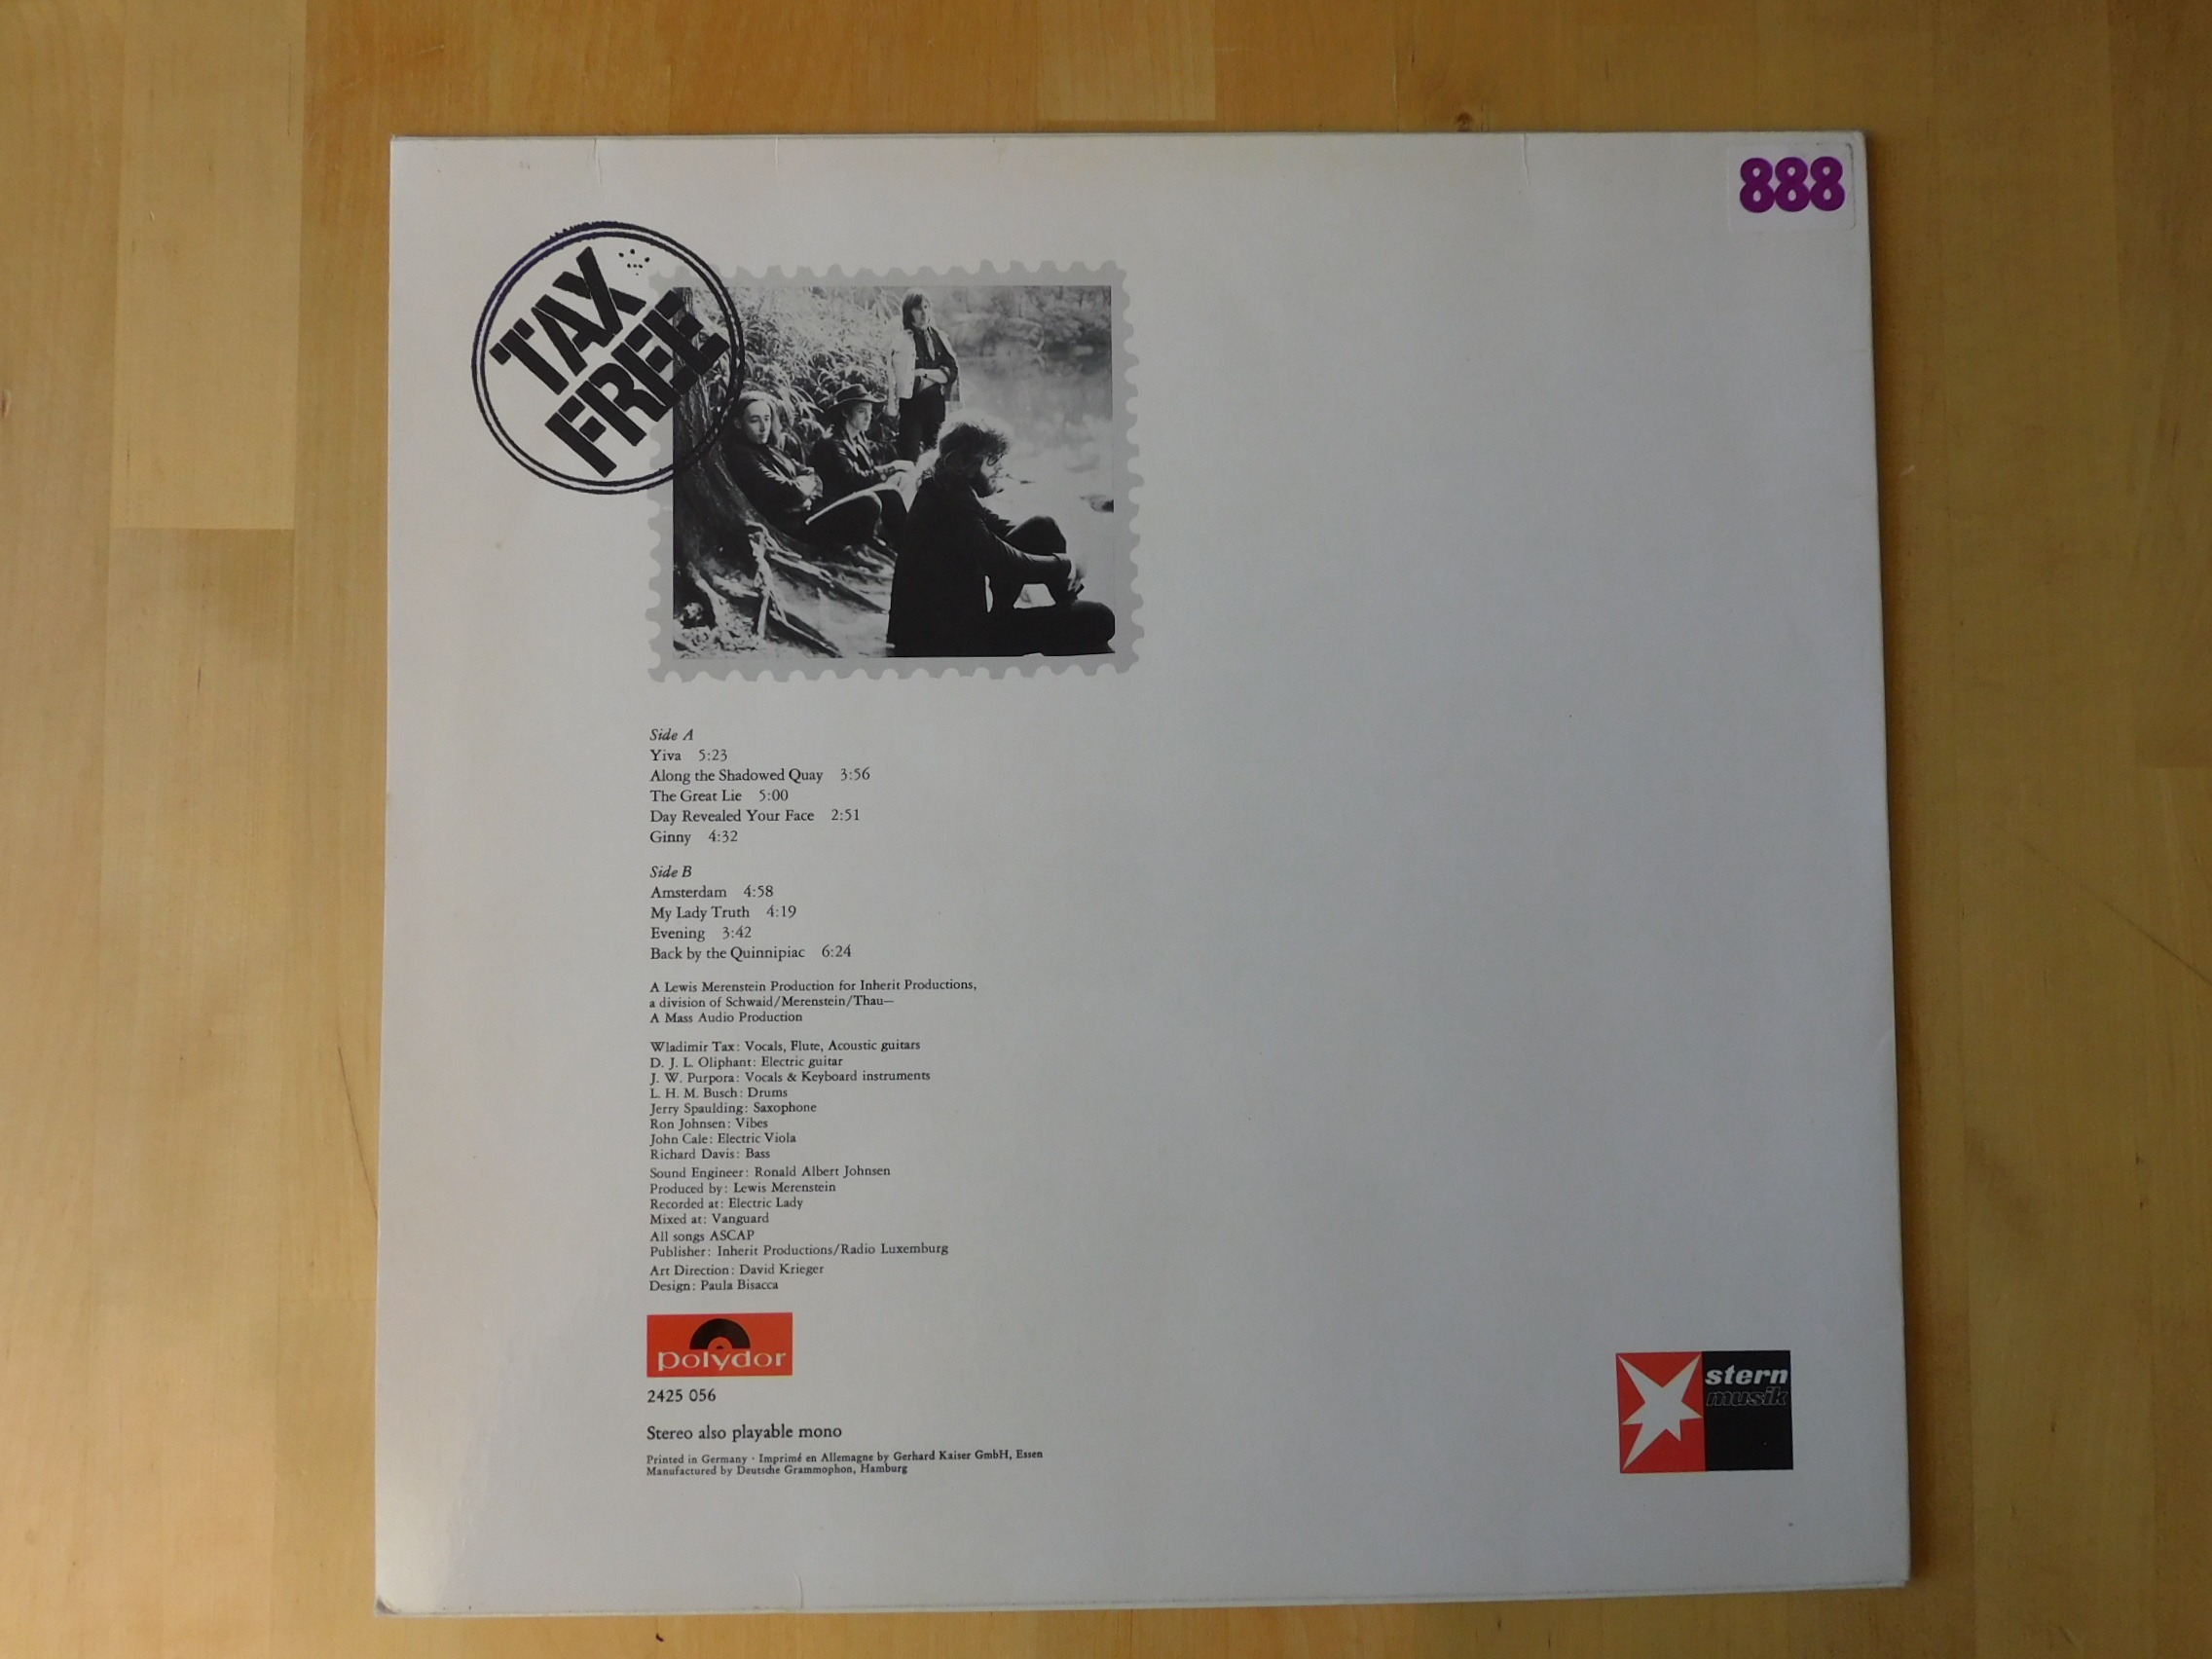 888
TAX
FREE
Side A
Yiva 5:23
Along the Shadowed Quay 3:56
The Great Lie 5:00
Day Revealed Your Face 2:51
Ginny 4:32
Side B
Amsterdam 4:58
My Lady Truth 4:19
Evening 3:42
Back by the Quinnipiac 6:24
A Lewis Merenstein Production for Inherit Productions,
a division of Schwaid/Merenstein/Thau—
A Mass Audio Production
Wladimir Tax: Vocals, Flute, Acoustic guitars
D. J. L. Oliphant: Electric guitar
J. W. Purpora: Vocals & Keyboard instruments
L. H. M. Busch: Drums
Jerry Spaulding: Saxophone
Ron Johnsen: Vibes
John Cale: Electric Viola
Richard Davis: Bass
Sound Engineer: Ronald Albert Johnsen
Produced by: Lewis Merenstein
Recorded at: Electric Lady
Mixed at: Vanguard
All songs ASCAP
Publisher: Inherit Productions/Radio Luxemburg
Art Direction: David Krieger
Design: Paula Bisacca
polydor
2425 056
Stereo also playable mono
Printed in Germany · Imprimé en Allemagne by Gerhard Kaiser GmbH, Essen
Manufactured by Deutsche Grammophon, Hamburg
stern
musik